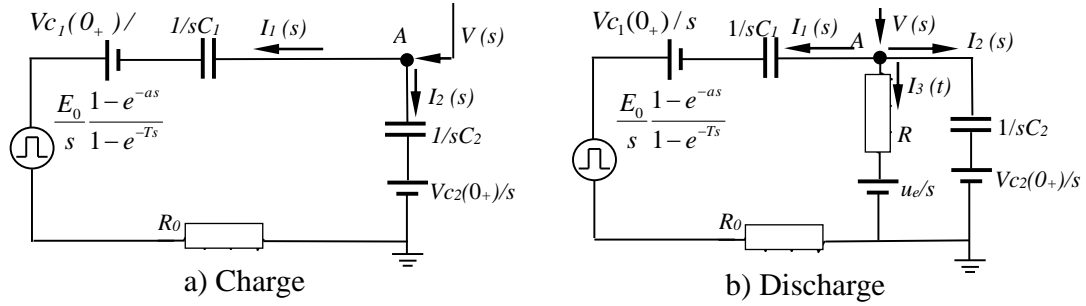 Vc₁(0₊)/
1/sC₁
I₁(s)
A
V(s)
I₂(s)
E₀/s (1−e^{−as})/(1−e^{−Ts})
1/sC₂
Vc₂(0₊)/s
R₀
a) Charge
Vc₁(0₊)/s
1/sC₁
I₁(s)
A
V(s)
I₂(s)
I₃(t)
E₀/s (1−e^{−as})/(1−e^{−Ts})
R
1/sC₂
uₑ/s
Vc₂(0₊)/s
R₀
b) Discharge